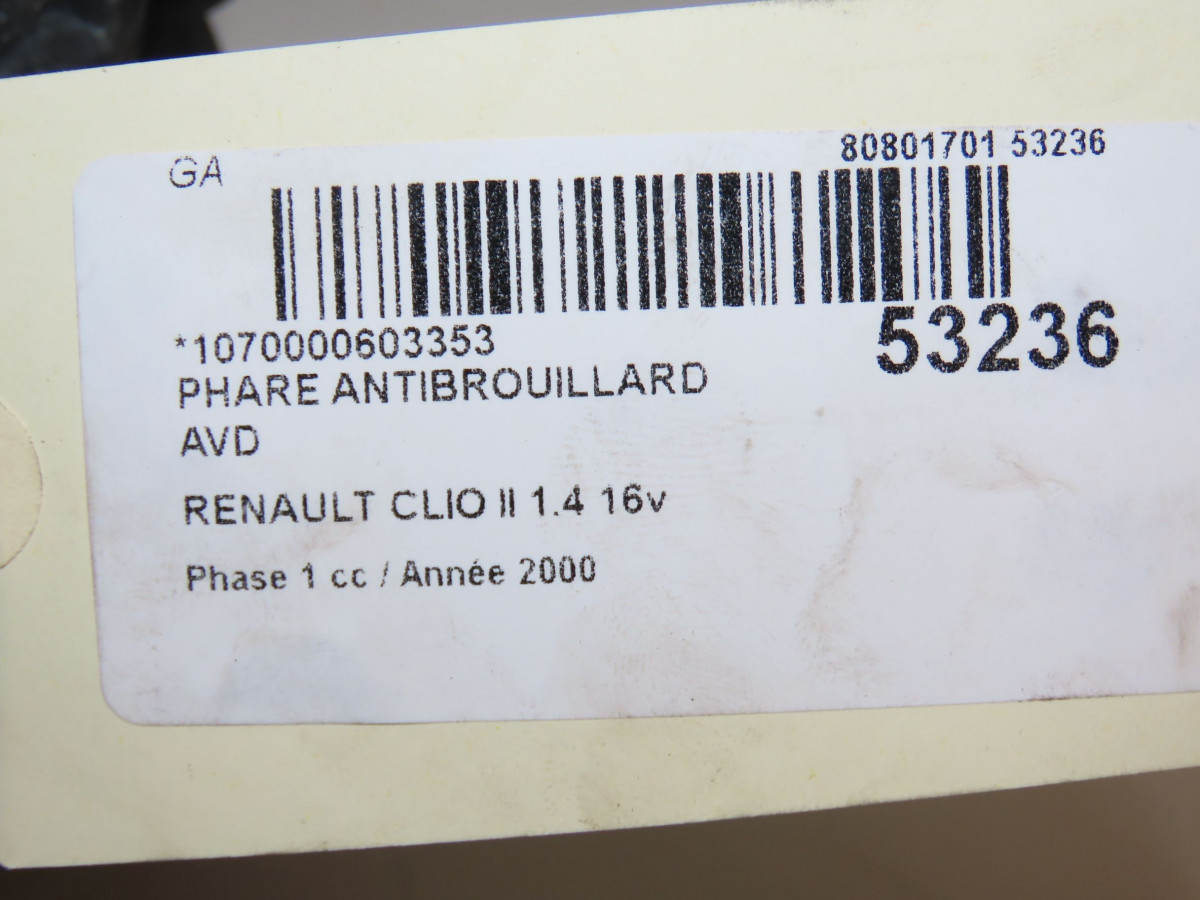 GA
80801701 53236
*1070000603353
53236
PHARE ANTIBROUILLARD
AVD
RENAULT CLIO II 1.4 16v
Phase 1 cc / Année 2000